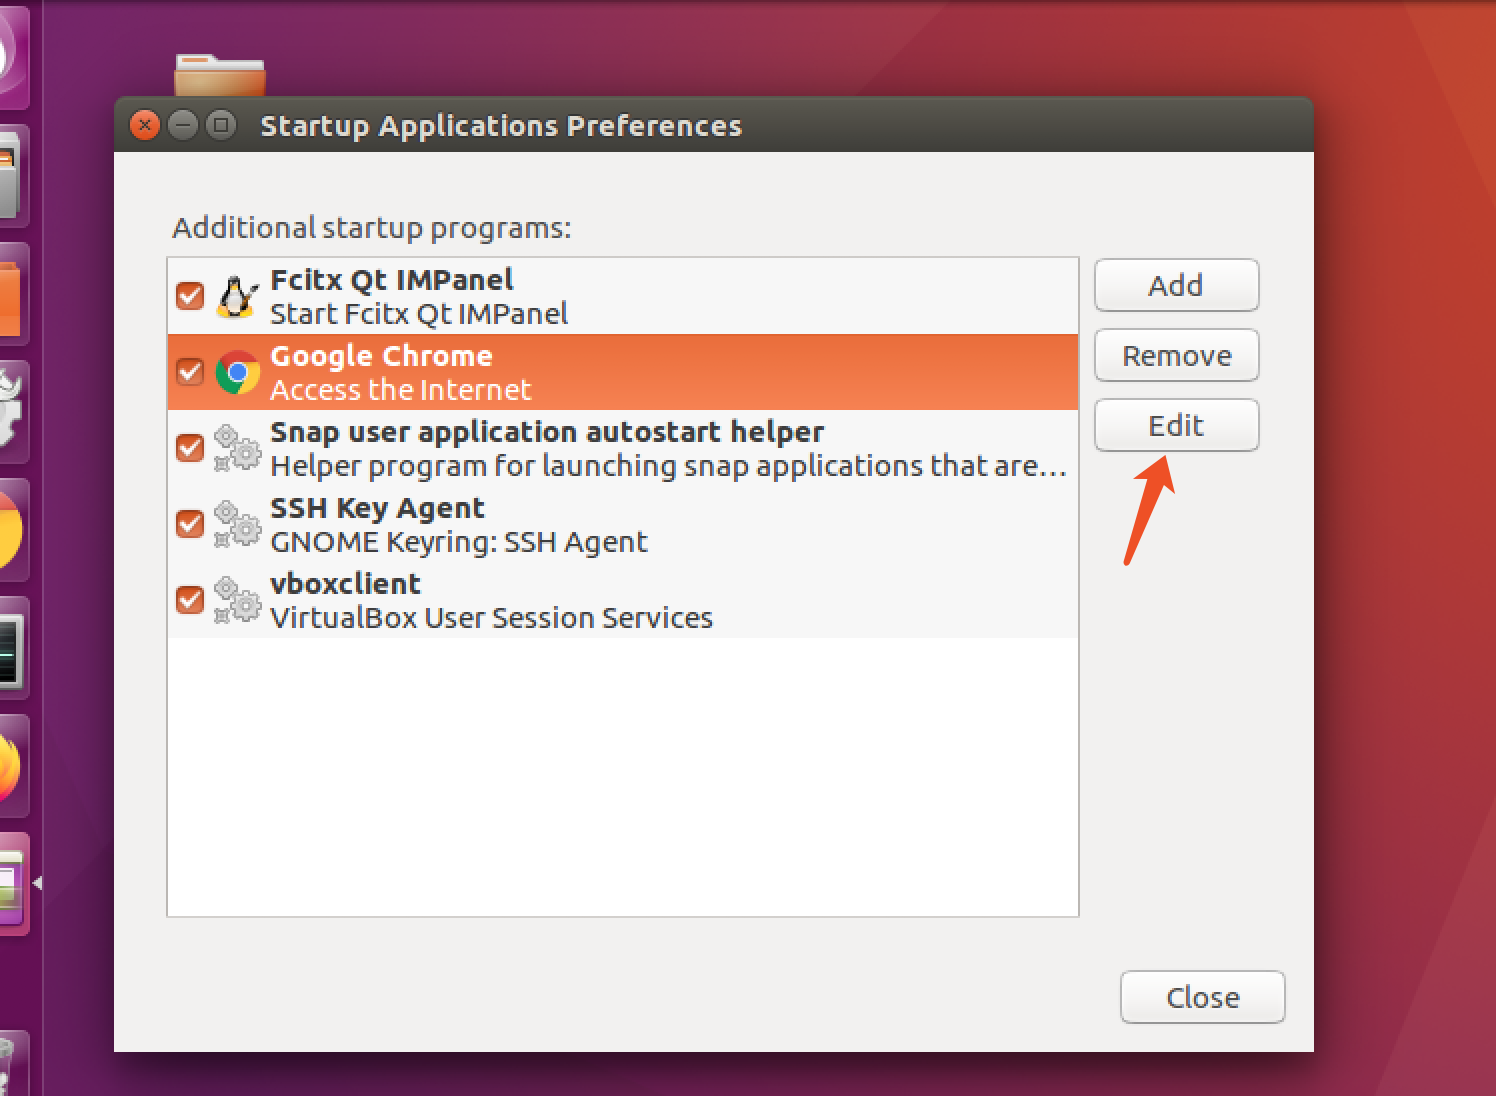 Startup Applications Preferences
Additional startup programs:
Fcitx Qt IMPanel
Start Fcitx Qt IMPanel
Google Chrome
Access the Internet
Snap user application autostart helper
Helper program for launching snap applications that are...
SSH Key Agent
GNOME Keyring: SSH Agent
vboxclient
VirtualBox User Session Services
Add
Remove
Edit
Close